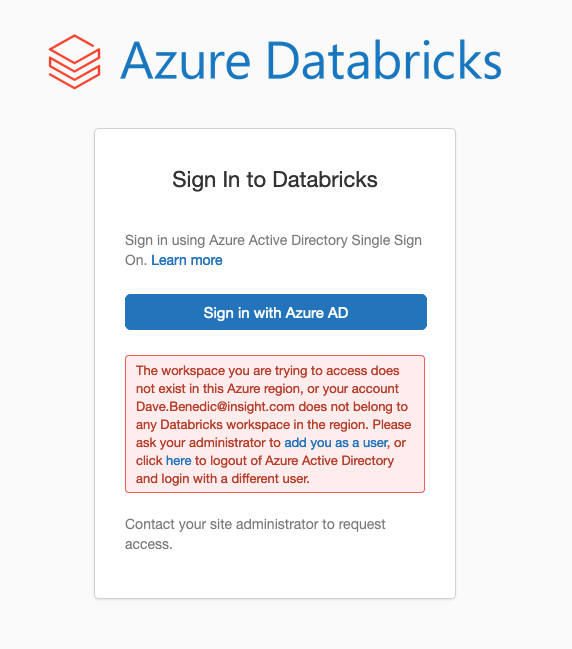 Azure Databricks
Sign In to Databricks
Sign in using Azure Active Directory Single Sign
On. Learn more
Sign in with Azure AD
The workspace you are trying to access does
not exist in this Azure region, or your account
Dave.Benedic@insight.com does not belong to
any Databricks workspace in the region. Please
ask your administrator to add you as a user, or
click here to logout of Azure Active Directory
and login with a different user.
Contact your site administrator to request
access.